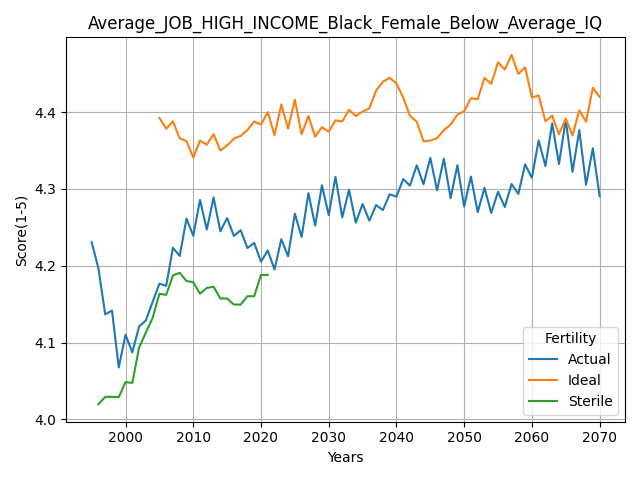 Average_JOB_HIGH_INCOME_Black_Female_Below_Average_IQ
Score(1-5)
4.4
4.3
4.2
4.1
4.0
2000 2010 2020 2030 2040 2050 2060 2070
Years
Fertility
Actual
Ideal
Sterile